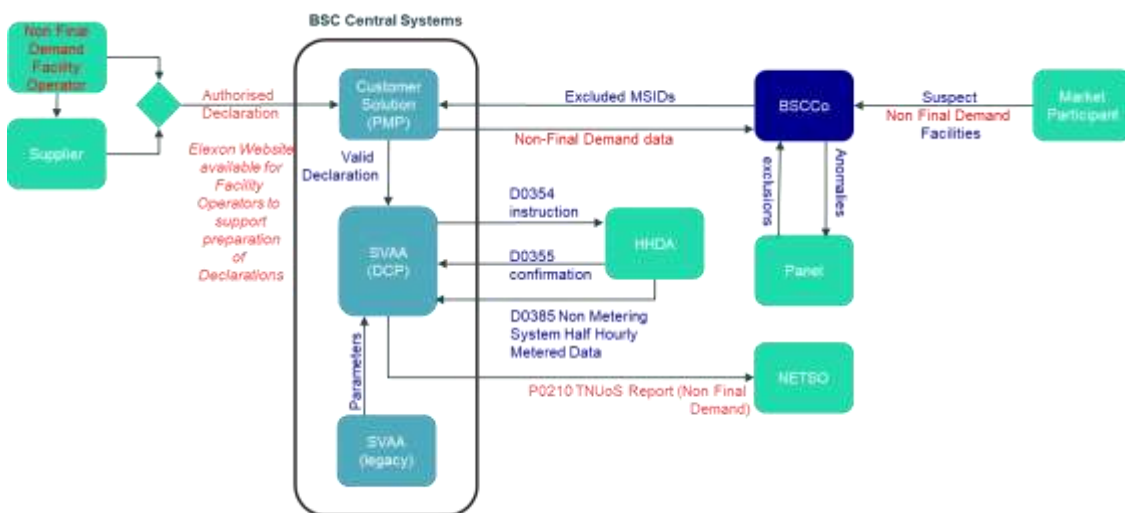 BSC Central Systems
Non Final
Demand
Facility
Operator
Supplier
Authorised
Declaration
Elexon Website
available for
Facility
Operators to
support
preparation
of
Declarations
Customer
Solution
(PMP)
Valid
Declaration
Excluded MSIDs
Non-Final Demand data
BSCCo
Suspect
Non Final Demand
Facilities
Market
Participant
exclusions
Anomalies
Panel
SVAA
(DCP)
D0354
instruction
D0355
confirmation
HHDA
D0385 Non Metering
System Half Hourly
Metered Data
Parameters
SVAA
(legacy)
P0210 TNUoS Report (Non Final
Demand)
NETSO